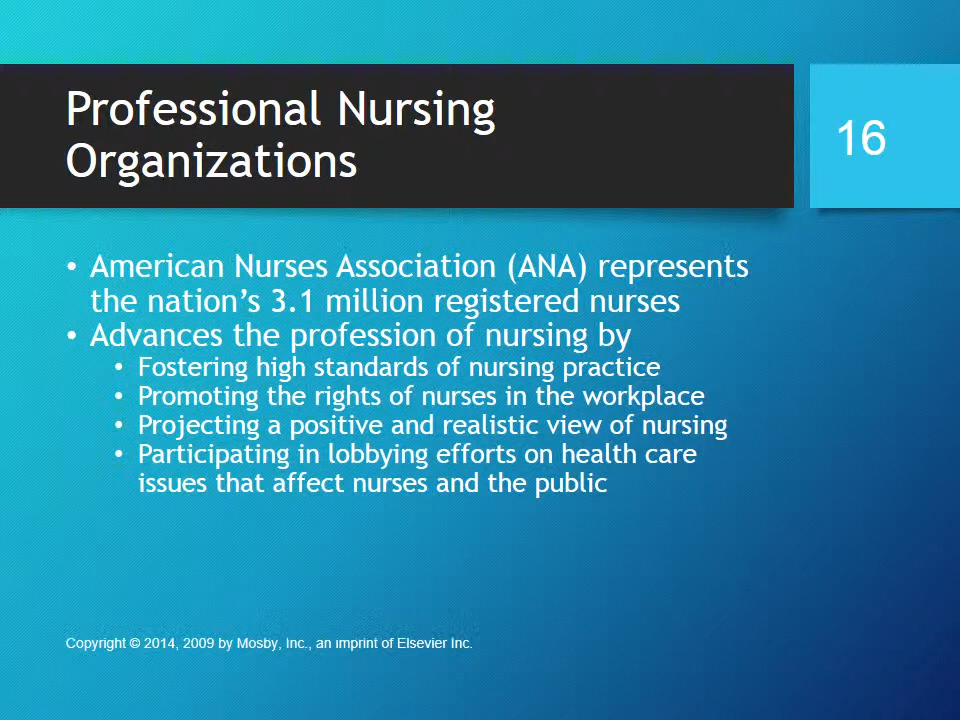 Professional Nursing
Organizations
16
• American Nurses Association (ANA) represents
the nation's 3.1 million registered nurses
• Advances the profession of nursing by
• Fostering high standards of nursing practice
• Promoting the rights of nurses in the workplace
• Projecting a positive and realistic view of nursing
• Participating in lobbying efforts on health care
issues that affect nurses and the public
Copyright © 2014, 2009 by Mosby, Inc., an imprint of Elsevier Inc.